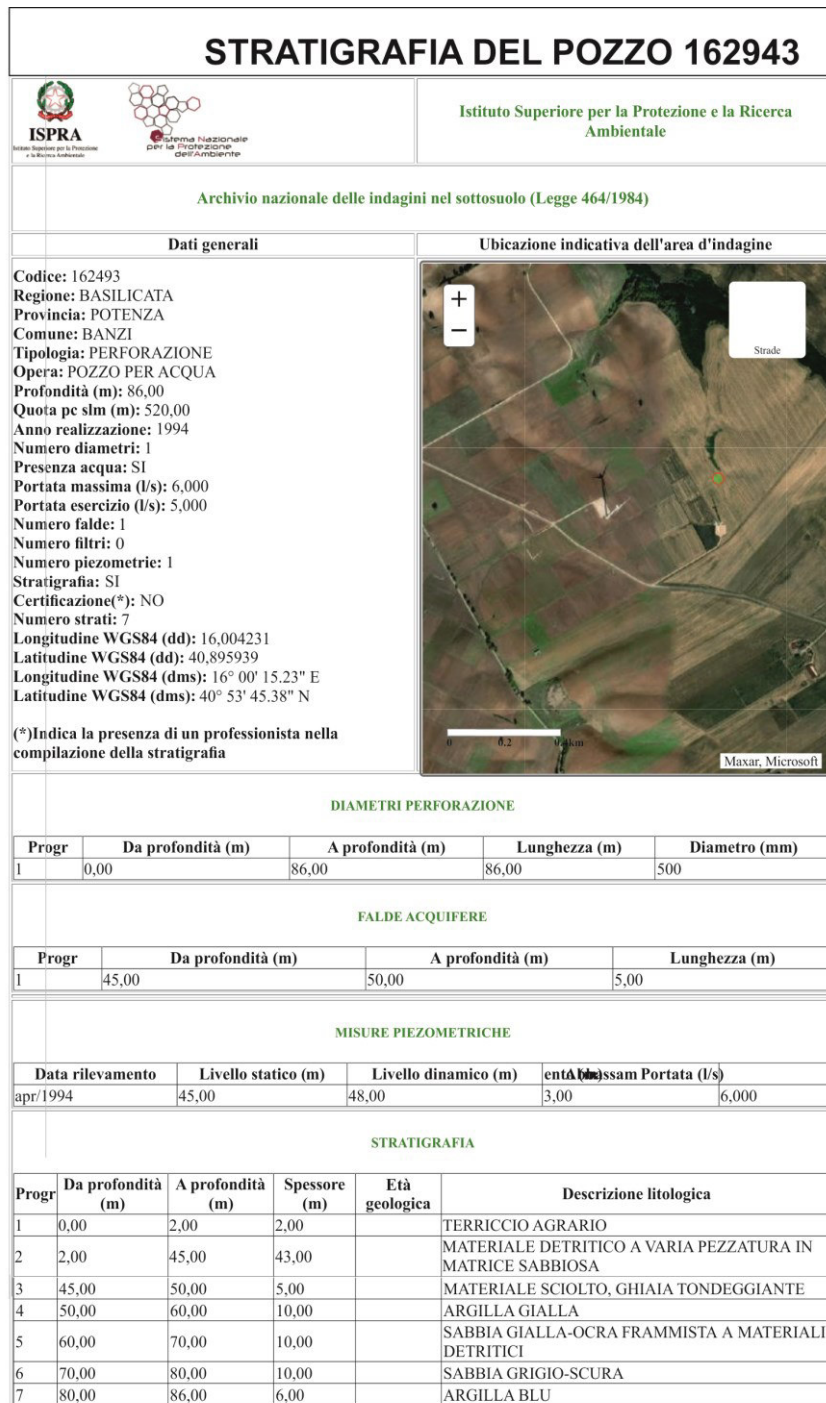 STRATIGRAFIA DEL POZZO 162943
ISPRA
Istituto Superiore per la Protezione
e la Ricerca Ambientale
Sistema Nazionale
per la Protezione
dell'Ambiente
Istituto Superiore per la Protezione e la Ricerca
Ambientale
Archivio nazionale delle indagini nel sottosuolo (Legge 464/1984)
Dati generali
Ubicazione indicativa dell'area d'indagine
Codice: 162493
Regione: BASILICATA
Provincia: POTENZA
Comune: BANZI
Tipologia: PERFORAZIONE
Opera: POZZO PER ACQUA
Profondità (m): 86,00
Quota pc slm (m): 520,00
Anno realizzazione: 1994
Numero diametri: 1
Presenza acqua: SI
Portata massima (l/s): 6,000
Portata esercizio (l/s): 5,000
Numero falde: 1
Numero filtri: 0
Numero piezometrie: 1
Stratigrafia: SI
Certificazione(*): NO
Numero strati: 7
Longitudine WGS84 (dd): 16,004231
Latitudine WGS84 (dd): 40,895939
Longitudine WGS84 (dms): 16° 00' 15.23" E
Latitudine WGS84 (dms): 40° 53' 45.38" N
(*)Indica la presenza di un professionista nella
compilazione della stratigrafia
+
−
Strade
0 0.2 0.4km
Maxar, Microsoft
DIAMETRI PERFORAZIONE
Progr Da profondità (m) A profondità (m) Lunghezza (m) Diametro (mm)
1 0,00 86,00 86,00 500
FALDE ACQUIFERE
Progr Da profondità (m) A profondità (m) Lunghezza (m)
1 45,00 50,00 5,00
MISURE PIEZOMETRICHE
Data rilevamento Livello statico (m) Livello dinamico (m) Portata (l/s)
apr/1994 45,00 48,00 3,00 6,000
STRATIGRAFIA
Progr Da profondità (m) A profondità (m) Spessore (m) Età geologica Descrizione litologica
1 0,00 2,00 2,00 TERRICCIO AGRARIO
2 2,00 45,00 43,00 MATERIALE DETRITICO A VARIA PEZZATURA IN
MATRICE SABBIOSA
3 45,00 50,00 5,00 MATERIALE SCIOLTO, GHIAIA TONDEGGIANTE
4 50,00 60,00 10,00 ARGILLA GIALLA
5 60,00 70,00 10,00 SABBIA GIALLA-OCRA FRAMMISTA A MATERIALI
DETRITICI
6 70,00 80,00 10,00 SABBIA GRIGIO-SCURA
7 80,00 86,00 6,00 ARGILLA BLU